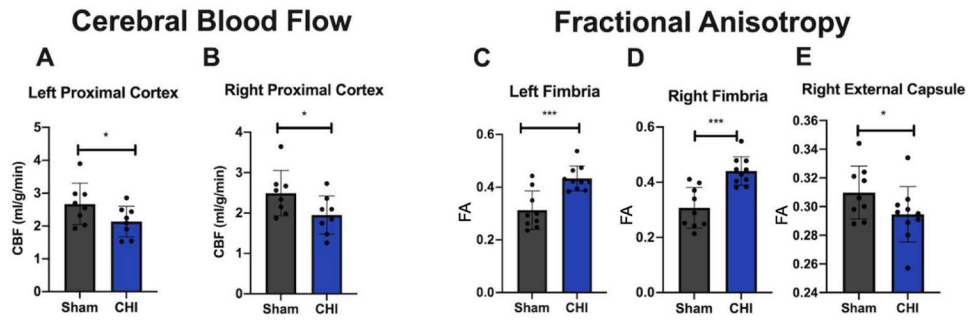 Cerebral Blood Flow
Fractional Anisotropy
A
Left Proximal Cortex
*
CBF (ml/g/min)
5
4
3
2
1
0
Sham CHI
B
Right Proximal Cortex
*
CBF (ml/g/min)
4
3
2
1
0
Sham CHI
C
Left Fimbria
***
FA
0.6
0.4
0.2
0.0
Sham CHI
D
Right Fimbria
***
FA
0.6
0.4
0.2
0.0
Sham CHI
E
Right External Capsule
*
FA
0.36
0.34
0.32
0.30
0.28
0.26
0.24
Sham CHI